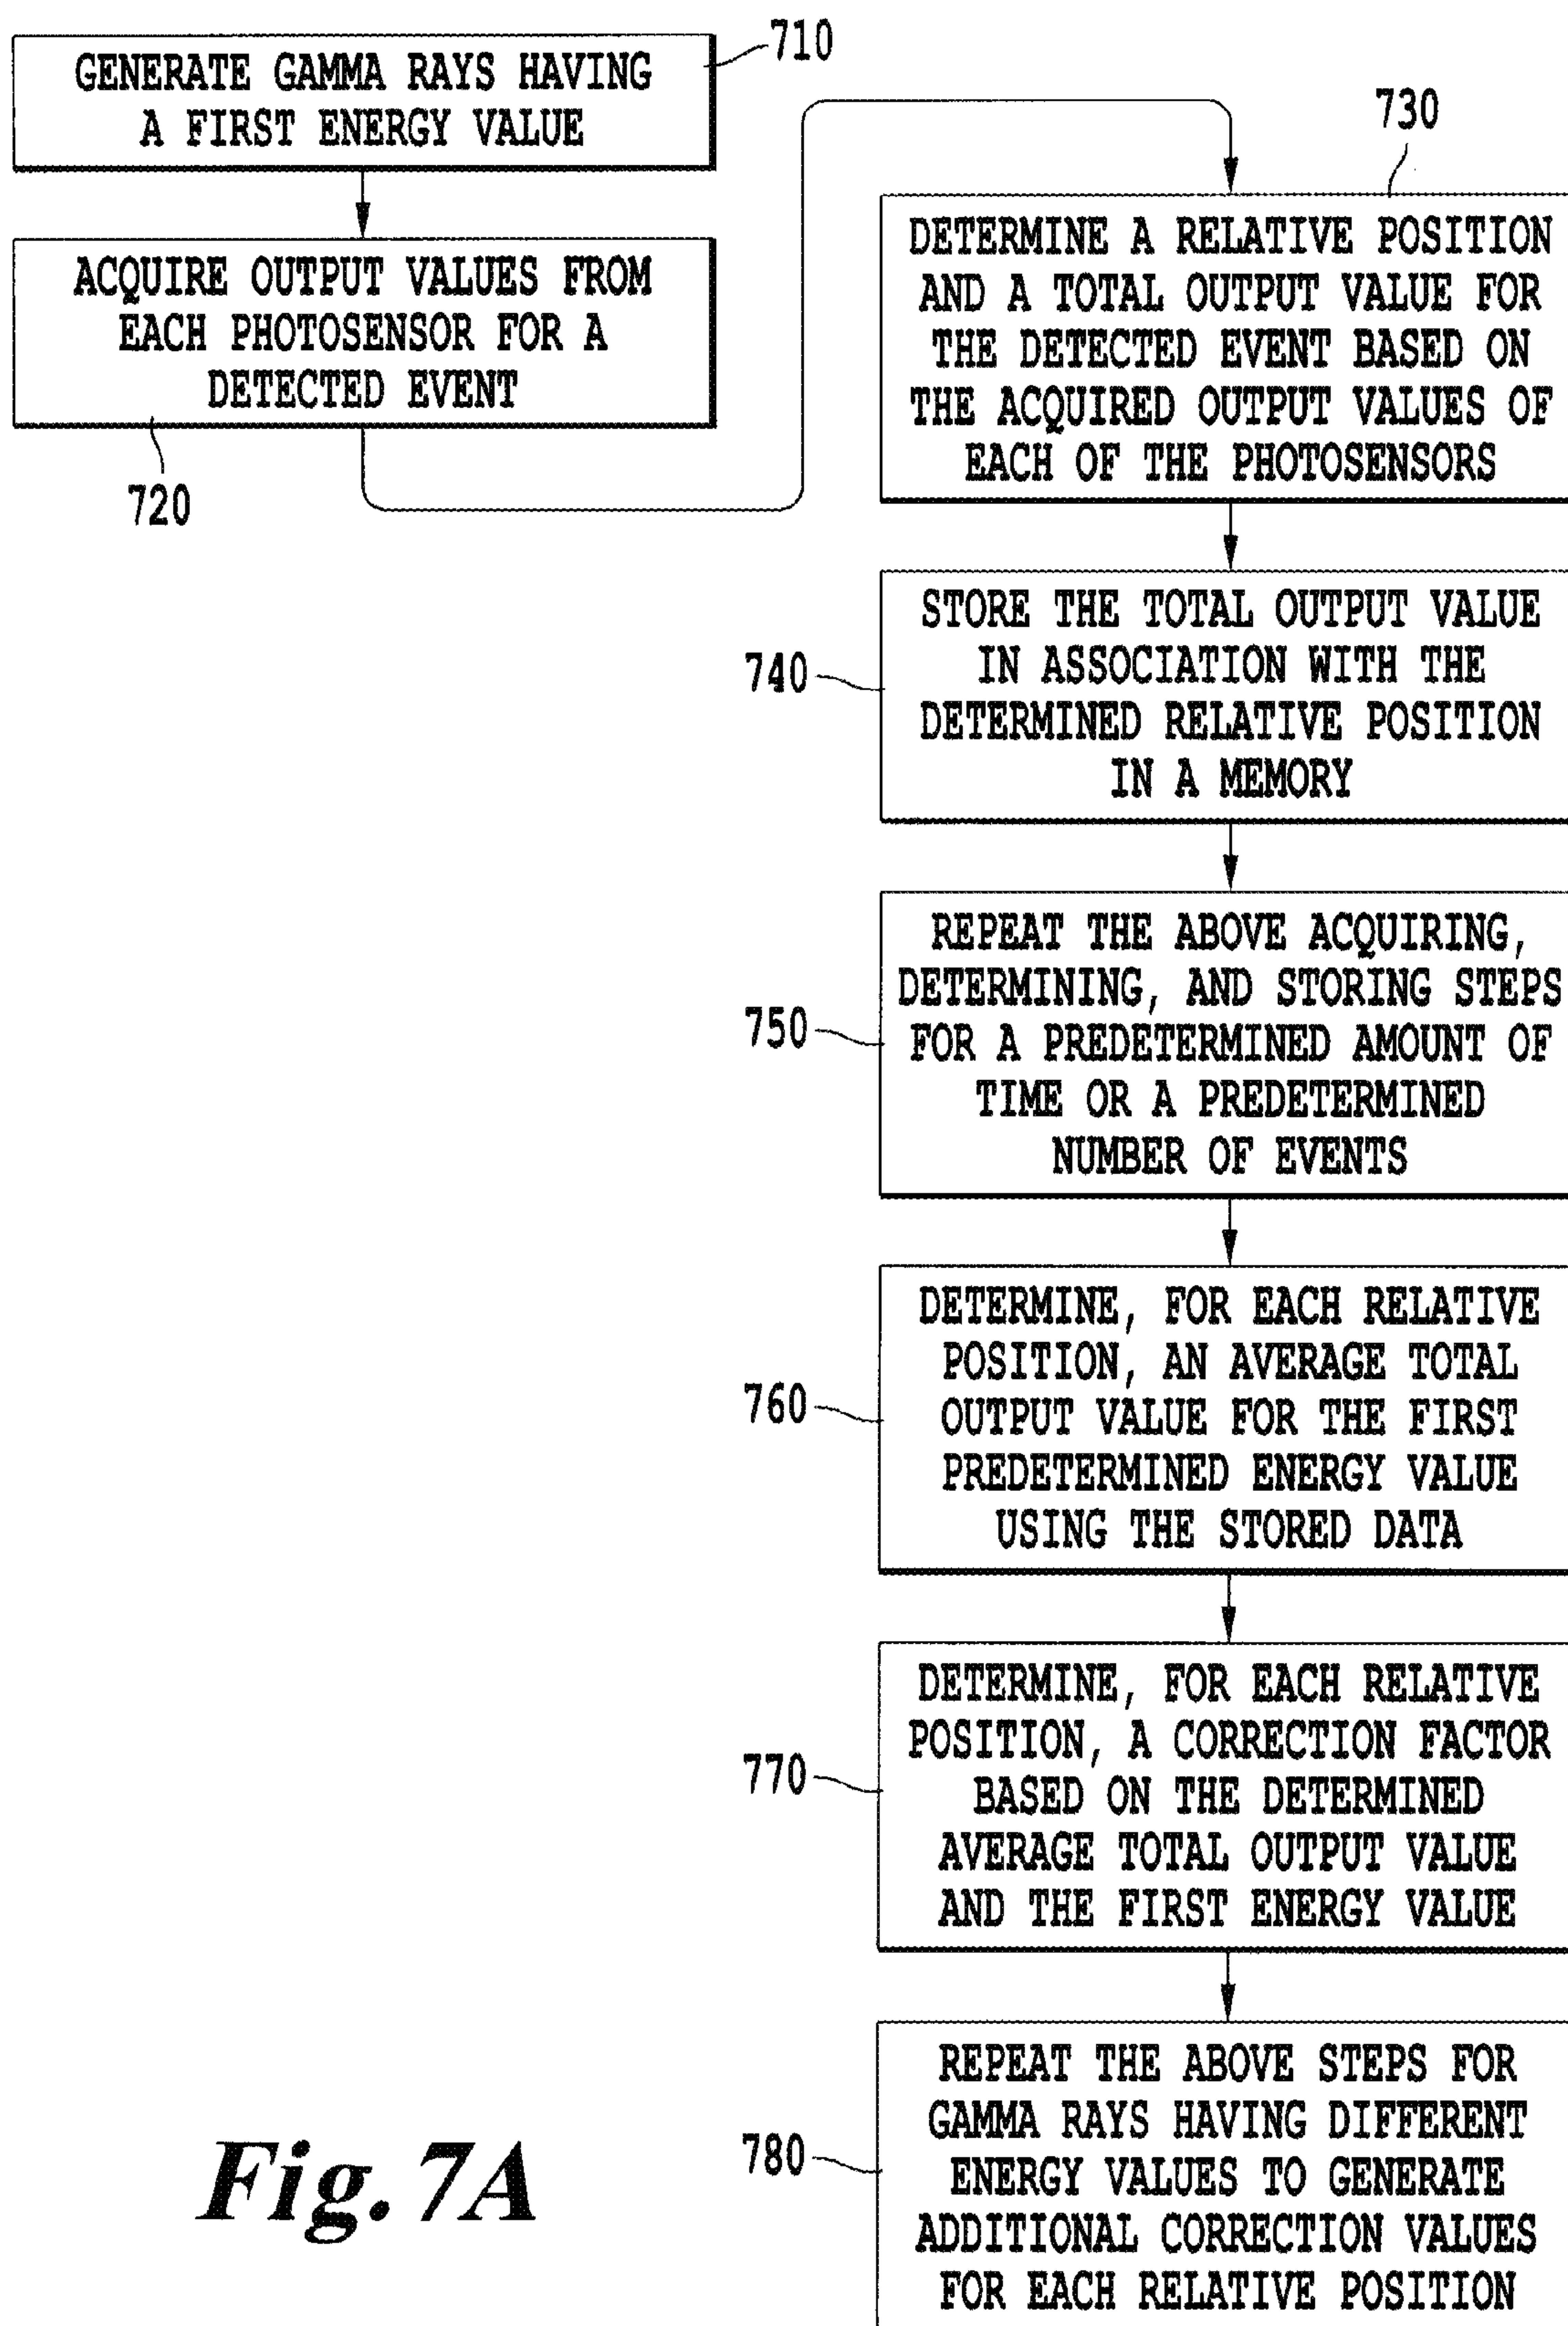 710
GENERATE GAMMA RAYS HAVING
A FIRST ENERGY VALUE
ACQUIRE OUTPUT VALUES FROM
EACH PHOTOSENSOR FOR A
DETECTED EVENT
720
730
DETERMINE A RELATIVE POSITION
AND A TOTAL OUTPUT VALUE FOR
THE DETECTED EVENT BASED ON
THE ACQUIRED OUTPUT VALUES OF
EACH OF THE PHOTOSENSORS
740
STORE THE TOTAL OUTPUT VALUE
IN ASSOCIATION WITH THE
DETERMINED RELATIVE POSITION
IN A MEMORY
750
REPEAT THE ABOVE ACQUIRING,
DETERMINING, AND STORING STEPS
FOR A PREDETERMINED AMOUNT OF
TIME OR A PREDETERMINED
NUMBER OF EVENTS
760
DETERMINE, FOR EACH RELATIVE
POSITION, AN AVERAGE TOTAL
OUTPUT VALUE FOR THE FIRST
PREDETERMINED ENERGY VALUE
USING THE STORED DATA
770
DETERMINE, FOR EACH RELATIVE
POSITION, A CORRECTION FACTOR
BASED ON THE DETERMINED
AVERAGE TOTAL OUTPUT VALUE
AND THE FIRST ENERGY VALUE
780
REPEAT THE ABOVE STEPS FOR
GAMMA RAYS HAVING DIFFERENT
ENERGY VALUES TO GENERATE
ADDITIONAL CORRECTION VALUES
FOR EACH RELATIVE POSITION
Fig. 7A